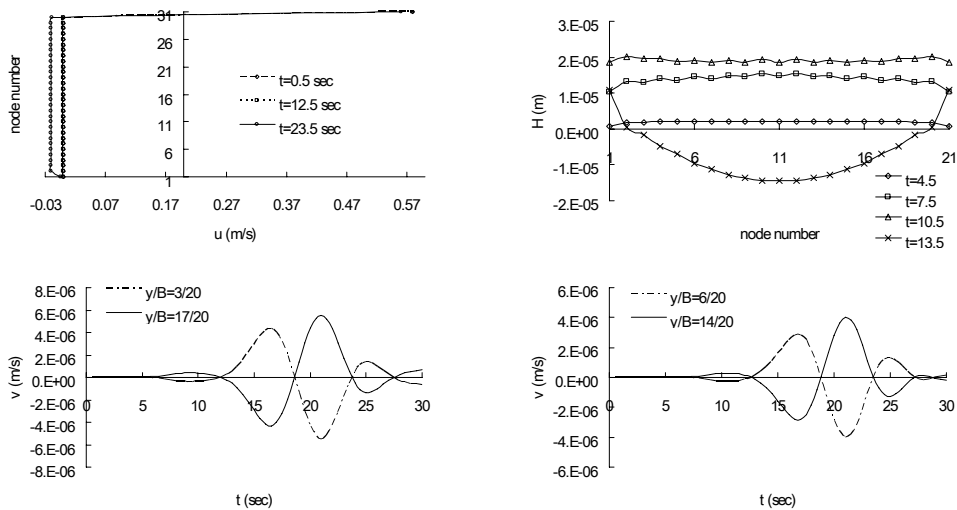 node number
31
26
21
16
11
6
1
t=0.5 sec
t=12.5 sec
t=23.5 sec
-0.03 0.07 0.17 0.27 0.37 0.47 0.57
u (m/s)
H (m)
2.E-05
1.E-05
0.E+00
-1.E-05
-2.E-05
1 6 11 16 21
t=4.5
t=7.5
t=10.5
t=13.5
node number
v (m/s)
8.E-06
6.E-06
4.E-06
2.E-06
0.E+00
-2.E-06
-4.E-06
-6.E-06
-8.E-06
y/B=3/20
y/B=17/20
0 5 10 15 20 25 30
t (sec)
v (m/s)
6.E-06
4.E-06
2.E-06
0.E+00
-2.E-06
-4.E-06
-6.E-06
y/B=6/20
y/B=14/20
0 5 10 15 20 25 30
t (sec)